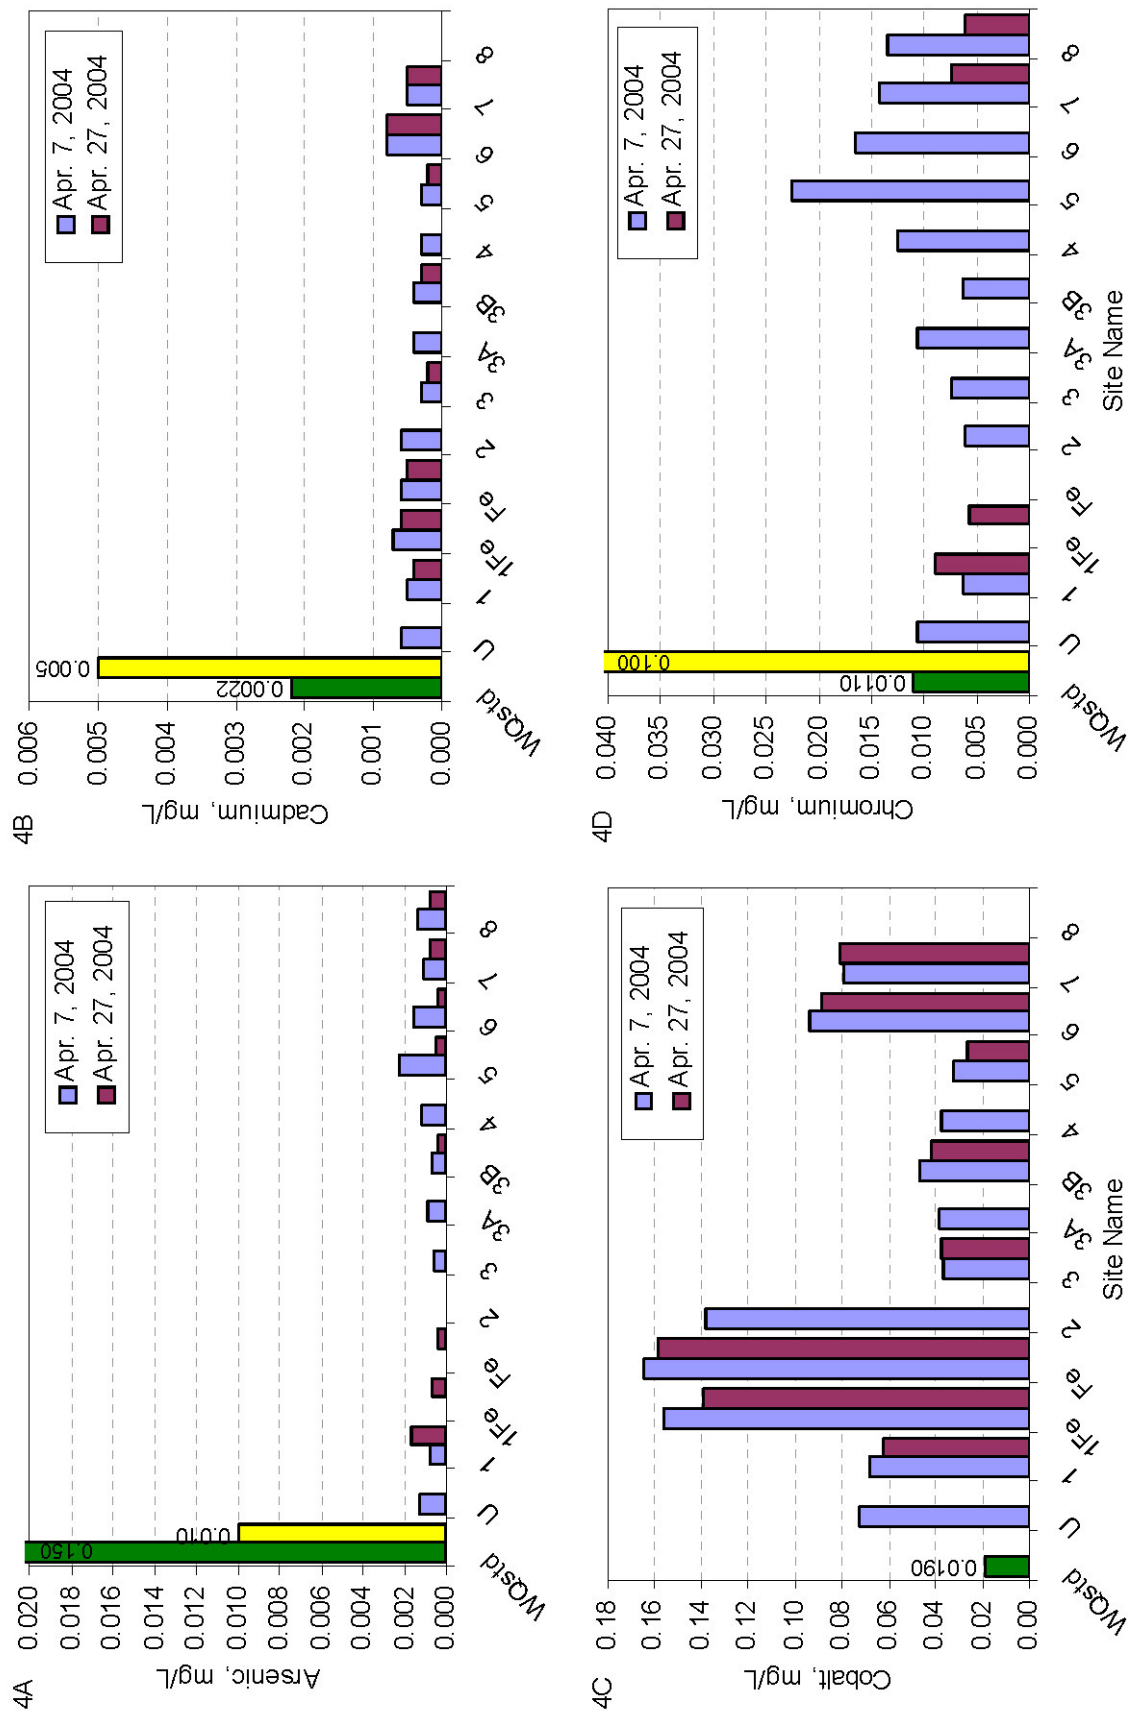 4A
Arsenic, mg/L
0.020
0.018
0.016
0.014
0.012
0.010
0.008
0.006
0.004
0.002
0.000
0.150
0.010
Apr. 7, 2004
Apr. 27, 2004
WQstd
U
1
1Fe
Fe
2
3
3A
3B
4
5
6
7
8
4B
Cadmium, mg/L
0.006
0.005
0.004
0.003
0.002
0.001
0.000
0.0022
0.005
Apr. 7, 2004
Apr. 27, 2004
WQstd
U
1
1Fe
Fe
2
3
3A
3B
4
5
6
7
8
4C
Cobalt, mg/L
0.18
0.16
0.14
0.12
0.10
0.08
0.06
0.04
0.02
0.00
0.0190
Apr. 7, 2004
Apr. 27, 2004
WQstd
U
1
1Fe
Fe
2
3
3A
3B
4
5
6
7
8
Site Name
4D
Chromium, mg/L
0.040
0.035
0.030
0.025
0.020
0.015
0.010
0.005
0.000
0.0110
0.100
Apr. 7, 2004
Apr. 27, 2004
WQstd
U
1
1Fe
Fe
2
3
3A
3B
4
5
6
7
8
Site Name